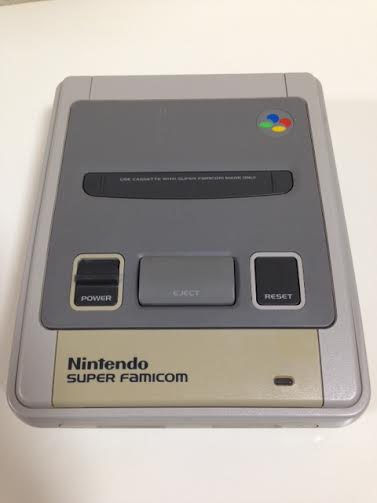 USE CASSETTE WITH SUPER FAMICOM MARK ONLY
POWER
EJECT
RESET
Nintendo
SUPER FAMICOM